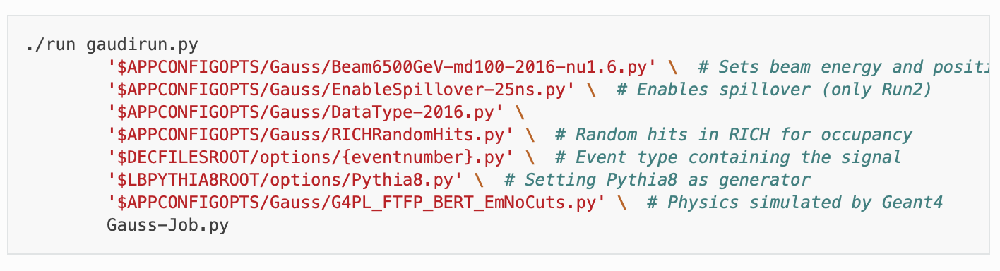 ./run gaudirun.py
'$APPCONFIGOPTS/Gauss/Beam6500GeV-md100-2016-nu1.6.py' \  # Sets beam energy and positi
'$APPCONFIGOPTS/Gauss/EnableSpillover-25ns.py' \  # Enables spillover (only Run2)
'$APPCONFIGOPTS/Gauss/DataType-2016.py' \
'$APPCONFIGOPTS/Gauss/RICHRandomHits.py' \  # Random hits in RICH for occupancy
'$DECFILESROOT/options/{eventnumber}.py' \  # Event type containing the signal
'$LBPYTHIA8ROOT/options/Pythia8.py' \  # Setting Pythia8 as generator
'$APPCONFIGOPTS/Gauss/G4PL_FTFP_BERT_EmNoCuts.py' \  # Physics simulated by Geant4
Gauss-Job.py